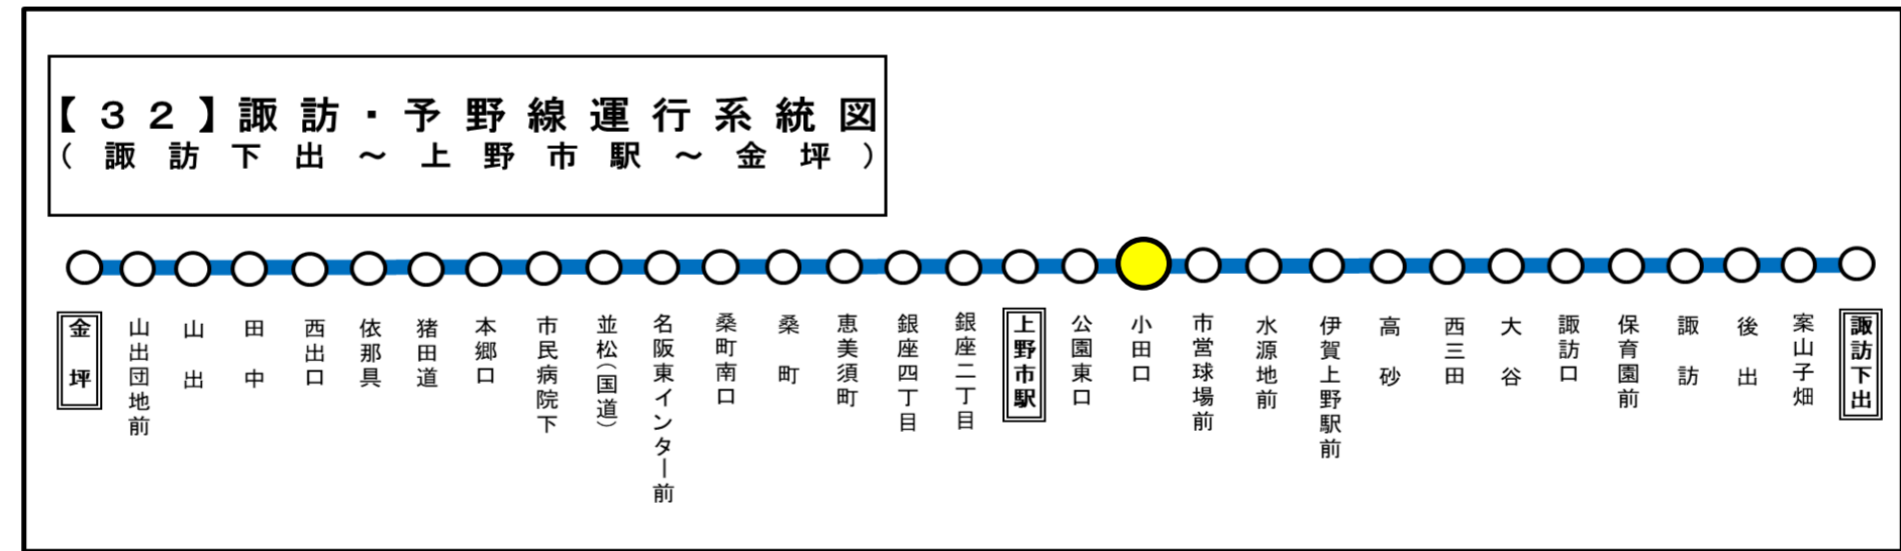 【３２】諏訪・予野線運行系統図
（諏訪下出～上野市駅～金坪）
金坪
山出団地前
山出
田中
西出口
依那具
猪田道
本郷口
市民病院下
並松（国道）
名阪東インター前
桑町南口
桑町
恵美須町
銀座四丁目
銀座二丁目
上野市駅
公園東口
小田口
市営球場前
水源地前
伊賀上野駅前
高砂
西三田
大谷
諏訪口
保育園前
諏訪
後出
案山子畑
諏訪下出